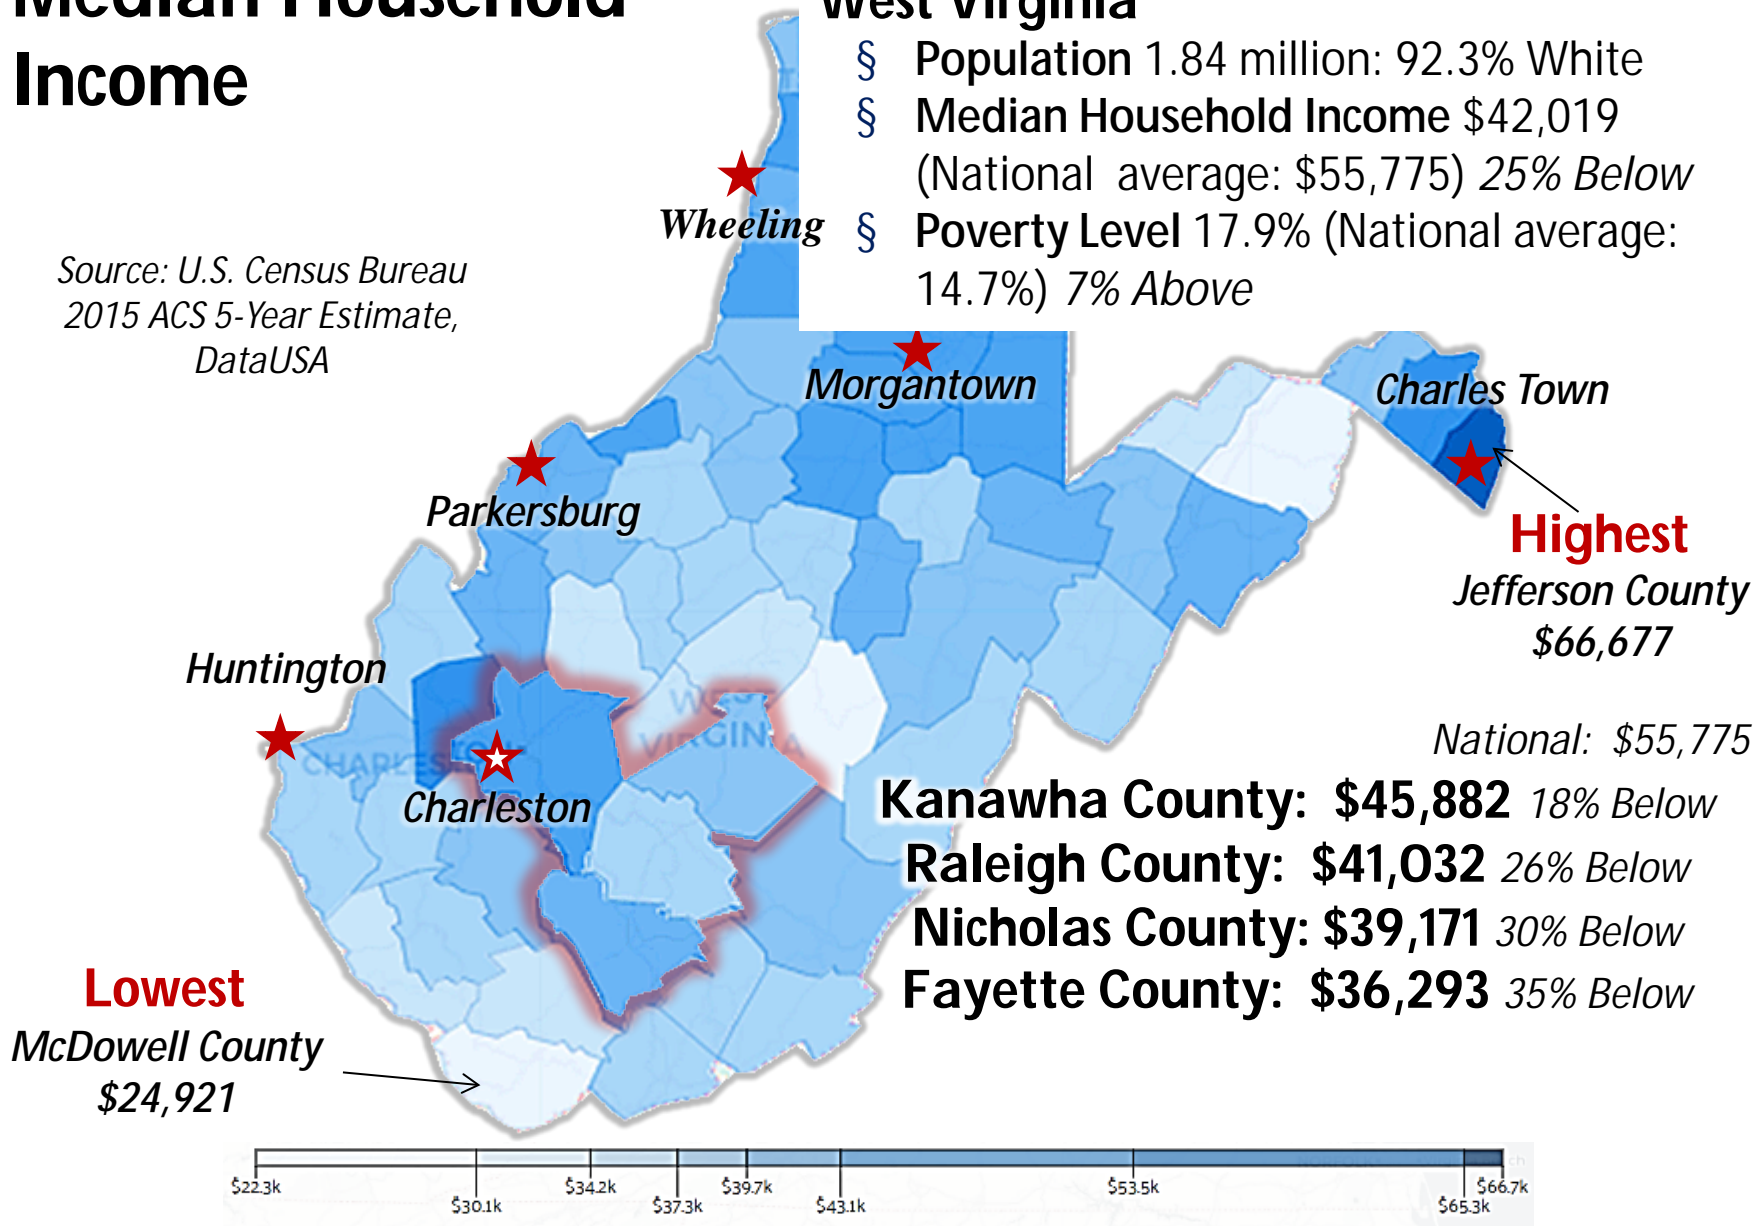 Median Household
Income
West Virginia
§ Population 1.84 million: 92.3% White
§ Median Household Income $42,019
(National average: $55,775) 25% Below
§ Poverty Level 17.9% (National average:
14.7%) 7% Above
Source: U.S. Census Bureau
2015 ACS 5-Year Estimate,
DataUSA
Wheeling
Morgantown
Charles Town
Parkersburg
Highest
Jefferson County
$66,677
Huntington
WEST
VIRGINIA
CHARLESTON
Charleston
National: $55,775
Kanawha County: $45,882 18% Below
Raleigh County: $41,032 26% Below
Nicholas County: $39,171 30% Below
Fayette County: $36,293 35% Below
Lowest
McDowell County
$24,921
$22.3k $30.1k $34.2k $37.3k $39.7k $43.1k $53.5k $65.3k $66.7k